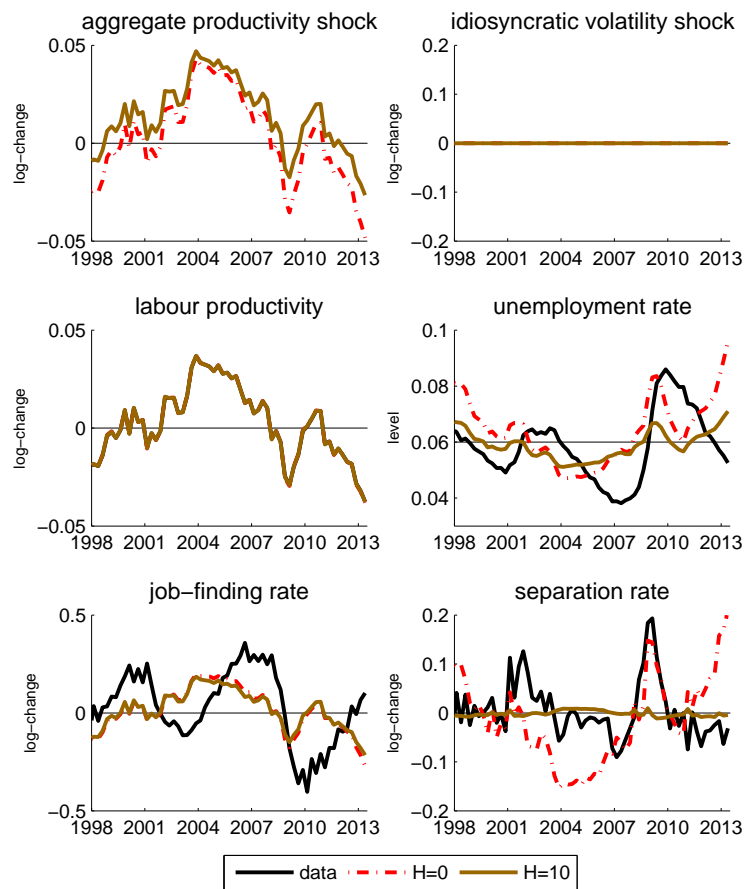 aggregate productivity shock
idiosyncratic volatility shock
log−change
0.05
0
−0.05
1998 2001 2004 2007 2010 2013
log−change
0.2
0.1
0
−0.1
−0.2
1998 2001 2004 2007 2010 2013
labour productivity
unemployment rate
log−change
0.05
0
−0.05
1998 2001 2004 2007 2010 2013
level
0.1
0.08
0.06
0.04
1998 2001 2004 2007 2010 2013
job−finding rate
separation rate
log−change
0.5
0
−0.5
1998 2001 2004 2007 2010 2013
log−change
0.2
0.1
0
−0.1
−0.2
1998 2001 2004 2007 2010 2013
data H=0 H=10